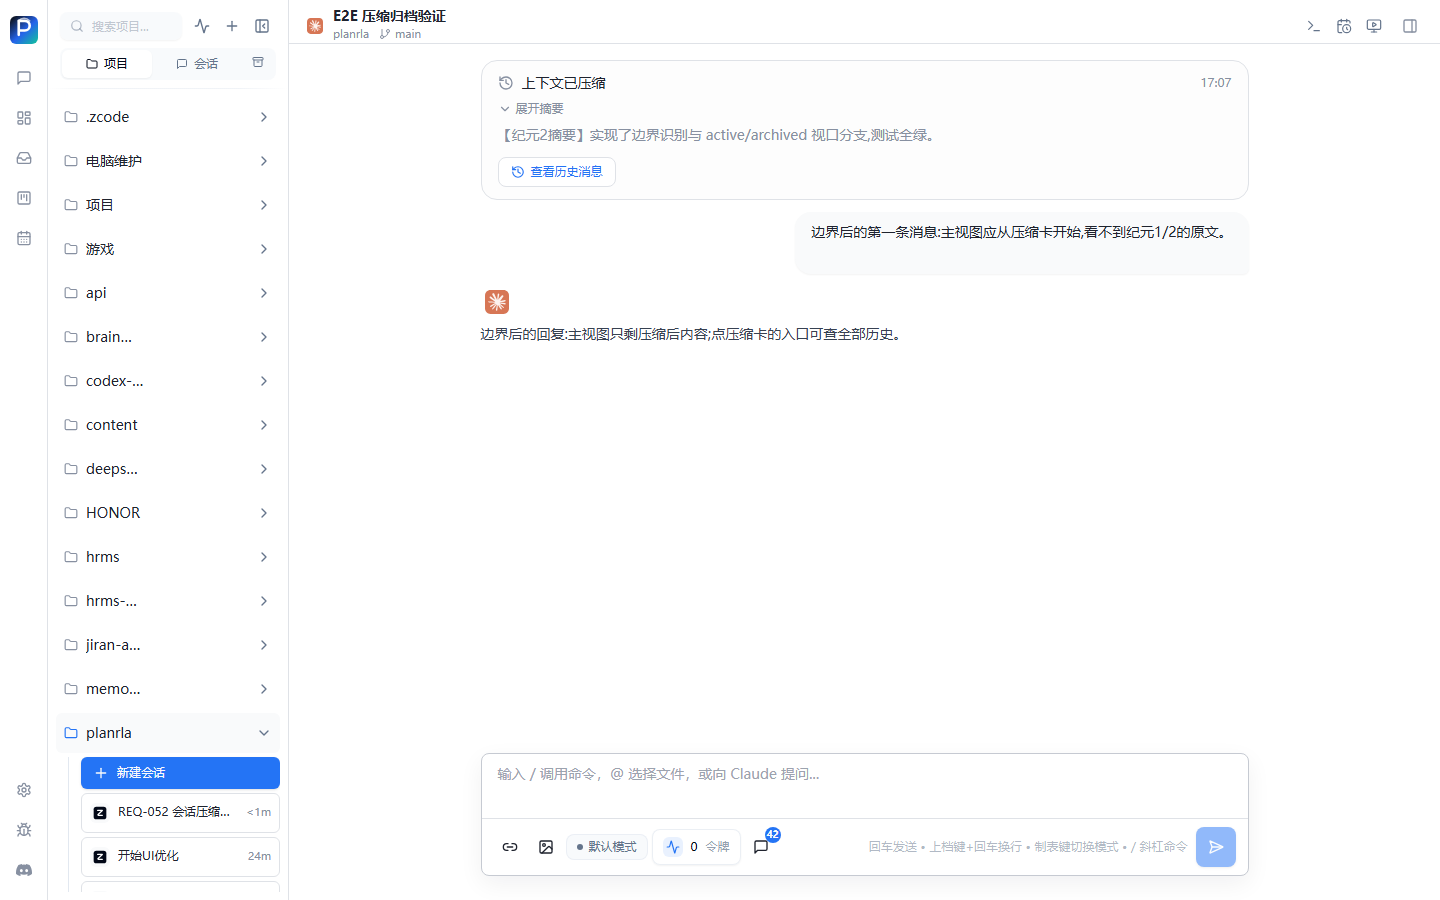 搜索项目...
项目
会话
.zcode
电脑维护
项目
游戏
api
brain...
codex-...
content
deeps...
HONOR
hrms
hrms-...
jiran-a...
memo...
planrla
新建会话
REQ-052 会话压缩... <1m
开始UI优化 24m
E2E 压缩归档验证
planrla main
上下文已压缩 17:07
展开摘要
【纪元2摘要】实现了边界识别与 active/archived 视口分支,测试全绿。
查看历史消息
边界后的第一条消息:主视图应从压缩卡开始,看不到纪元1/2的原文。
边界后的回复:主视图只剩压缩后内容;点压缩卡的入口可查全部历史。
输入 / 调用命令，@ 选择文件，或向 Claude 提问...
默认模式 0 令牌 42 回车发送 • 上档键+回车换行 • 制表键切换模式 • / 斜杠命令